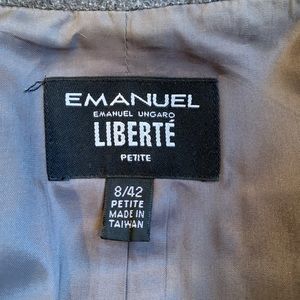 EMANUEL
EMANUEL UNGARO
LIBERTÉ
PETITE
8/42
PETITE
MADE IN
TAIWAN